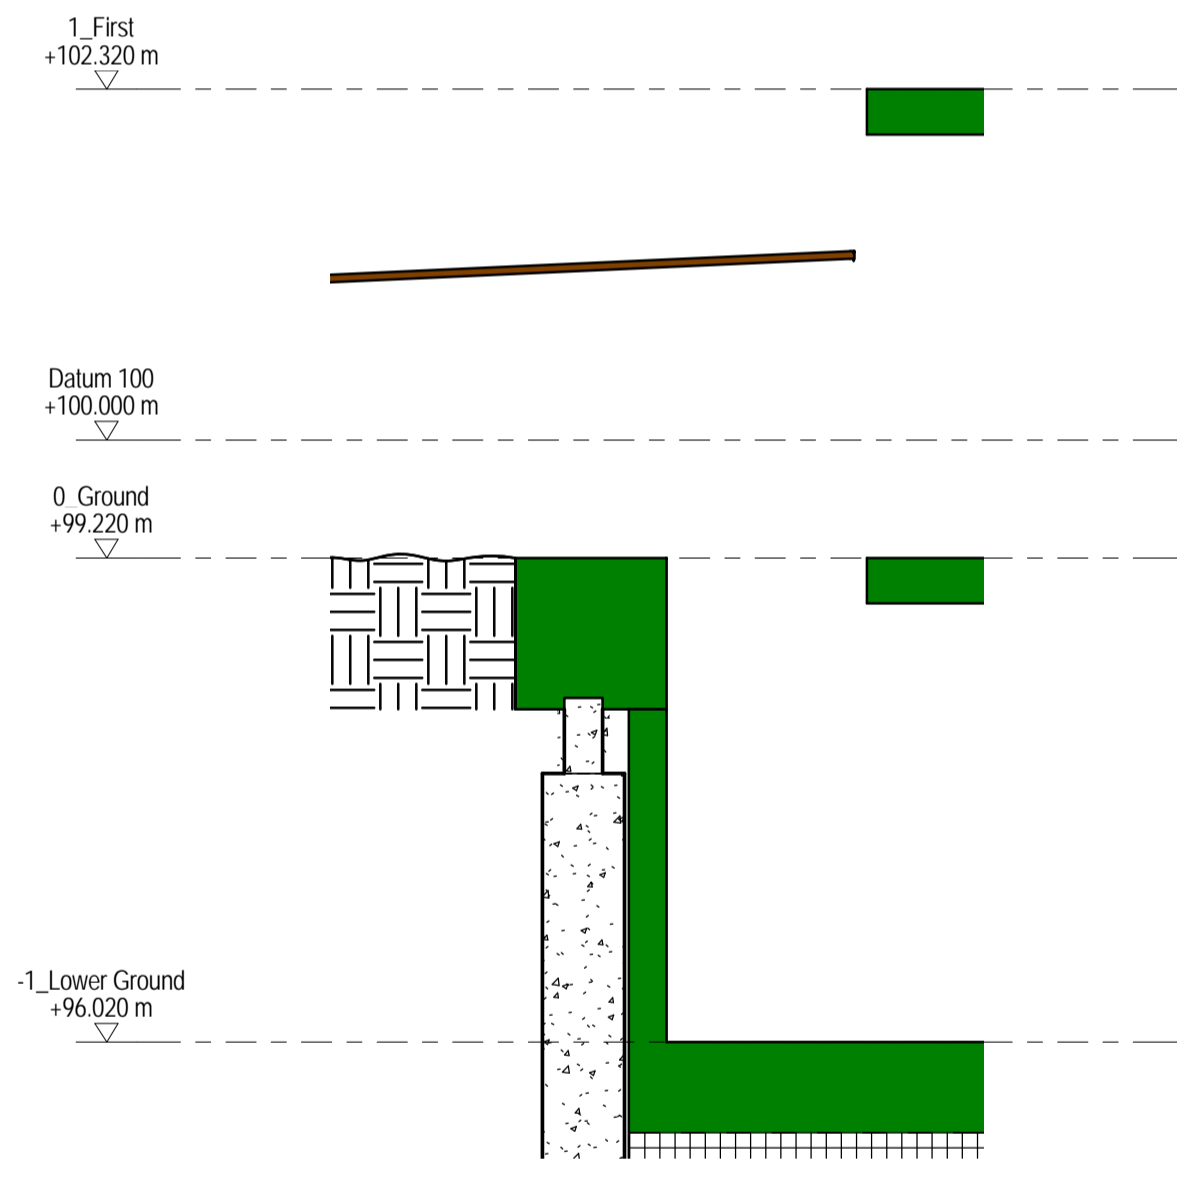 1_First
+102.320 m
Datum 100
+100.000 m
0_Ground
+99.220 m
-1_Lower Ground
+96.020 m